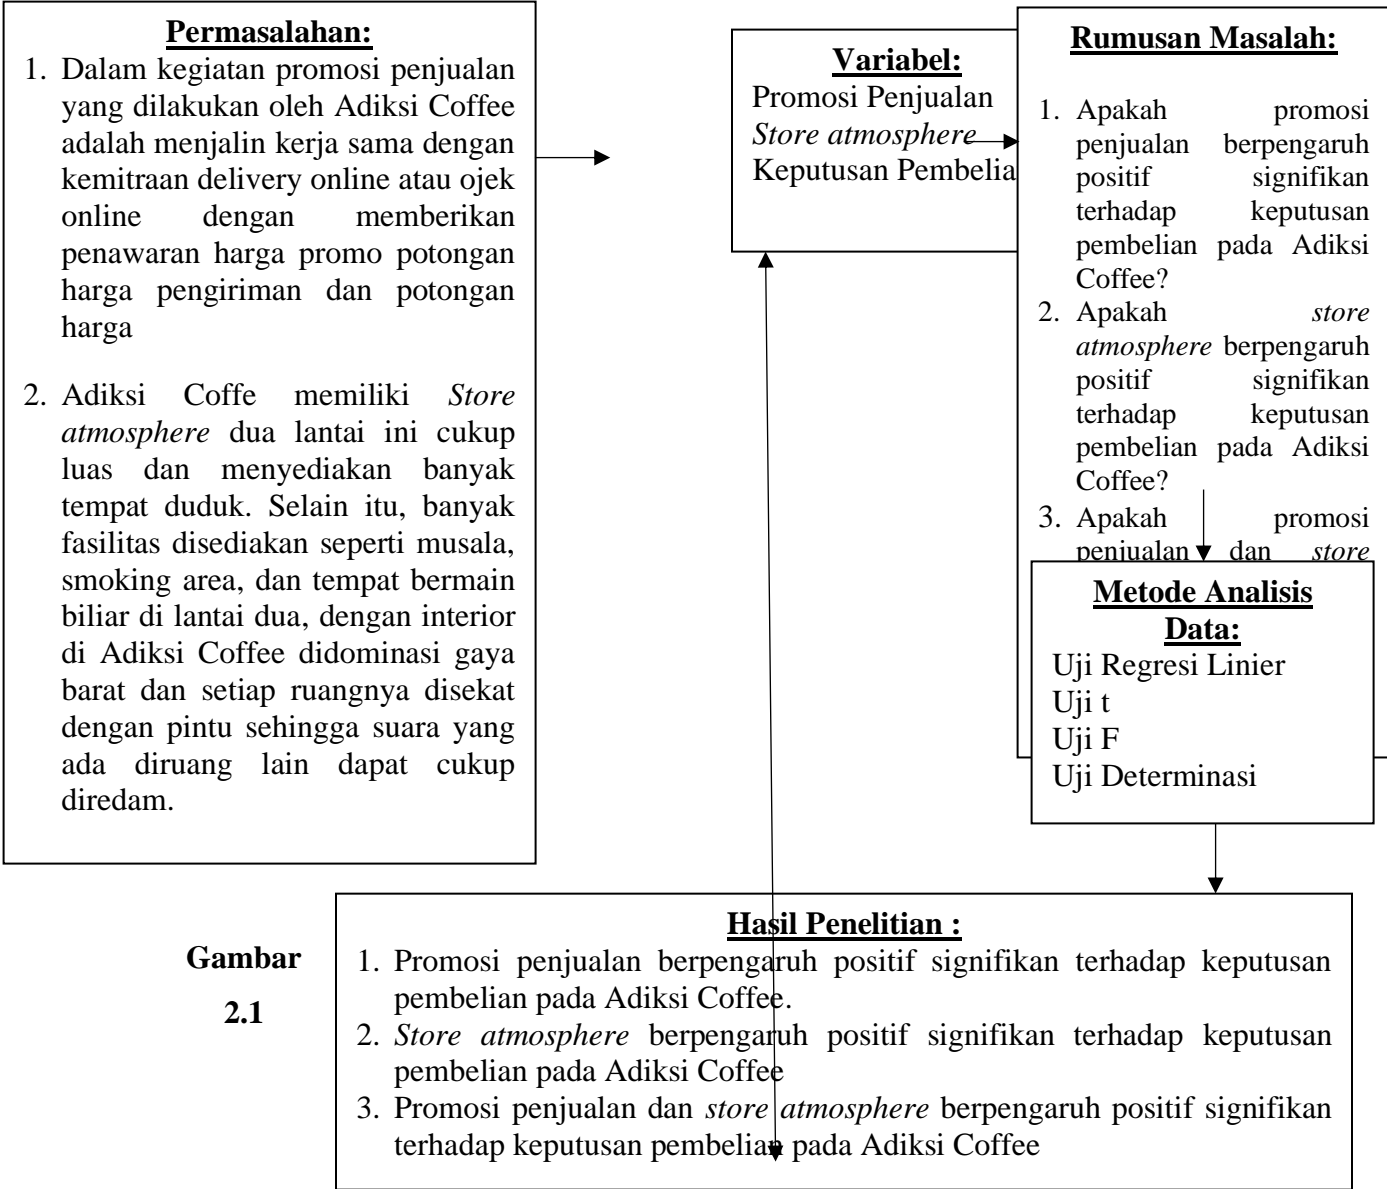 Permasalahan:
1. Dalam kegiatan promosi penjualan
yang dilakukan oleh Adiksi Coffee
adalah menjalin kerja sama dengan
kemitraan delivery online atau ojek
online dengan memberikan
penawaran harga promo potongan
harga pengiriman dan potongan
harga
2. Adiksi Coffe memiliki Store
atmosphere dua lantai ini cukup
luas dan menyediakan banyak
tempat duduk. Selain itu, banyak
fasilitas disediakan seperti musala,
smoking area, dan tempat bermain
biliar di lantai dua, dengan interior
di Adiksi Coffee didominasi gaya
barat dan setiap ruangnya disekat
dengan pintu sehingga suara yang
ada diruang lain dapat cukup
diredam.
Variabel:
Promosi Penjualan
Store atmosphere
Keputusan Pembelia
Rumusan Masalah:
1. Apakah promosi
penjualan berpengaruh
positif signifikan
terhadap keputusan
pembelian pada Adiksi
Coffee?
2. Apakah store
atmosphere berpengaruh
positif signifikan
terhadap keputusan
pembelian pada Adiksi
Coffee?
3. Apakah promosi
penjualan dan store
Metode Analisis
Data:
Uji Regresi Linier
Uji t
Uji F
Uji Determinasi
Hasil Penelitian :
1. Promosi penjualan berpengaruh positif signifikan terhadap keputusan
pembelian pada Adiksi Coffee.
2. Store atmosphere berpengaruh positif signifikan terhadap keputusan
pembelian pada Adiksi Coffee
3. Promosi penjualan dan store atmosphere berpengaruh positif signifikan
terhadap keputusan pembelian pada Adiksi Coffee
Gambar
2.1